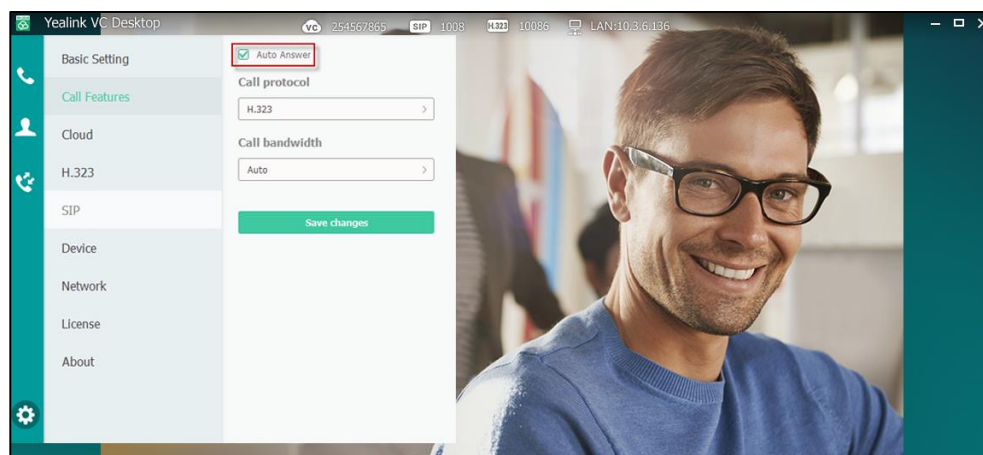 Yealink VC Desktop
VC 254567865 SIP 1008 H.323 10086 LAN:10.3.6.136
Basic Setting
Call Features
Cloud
H.323
SIP
Device
Network
License
About
Auto Answer
Call protocol
H.323
Call bandwidth
Auto
Save changes